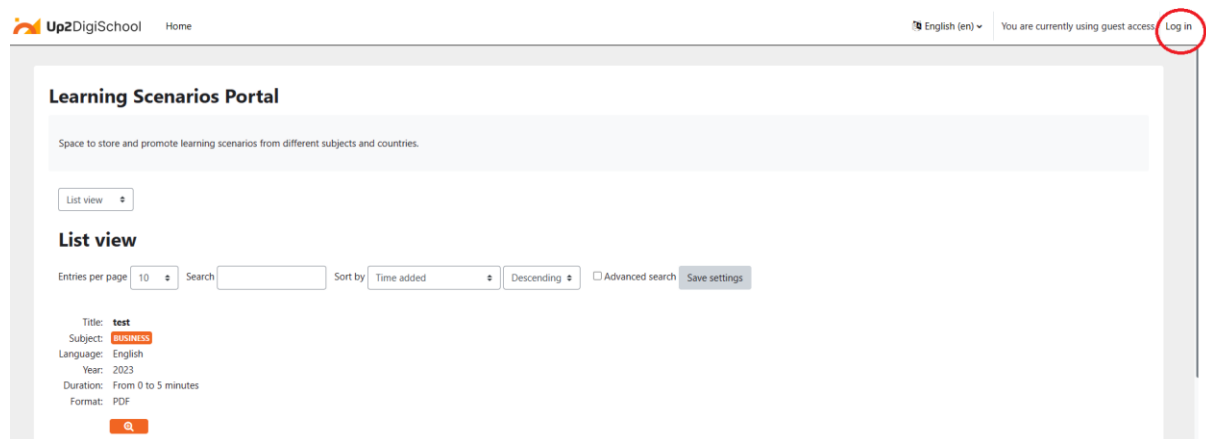 Up2DigiSchool Home English (en) You are currently using guest access Log in
Learning Scenarios Portal
Space to store and promote learning scenarios from different subjects and countries.
List view
List view
Entries per page 10 Search Sort by Time added Descending Advanced search Save settings
Title: test
Subject: BUSINESS
Language: English
Year: 2023
Duration: From 0 to 5 minutes
Format: PDF